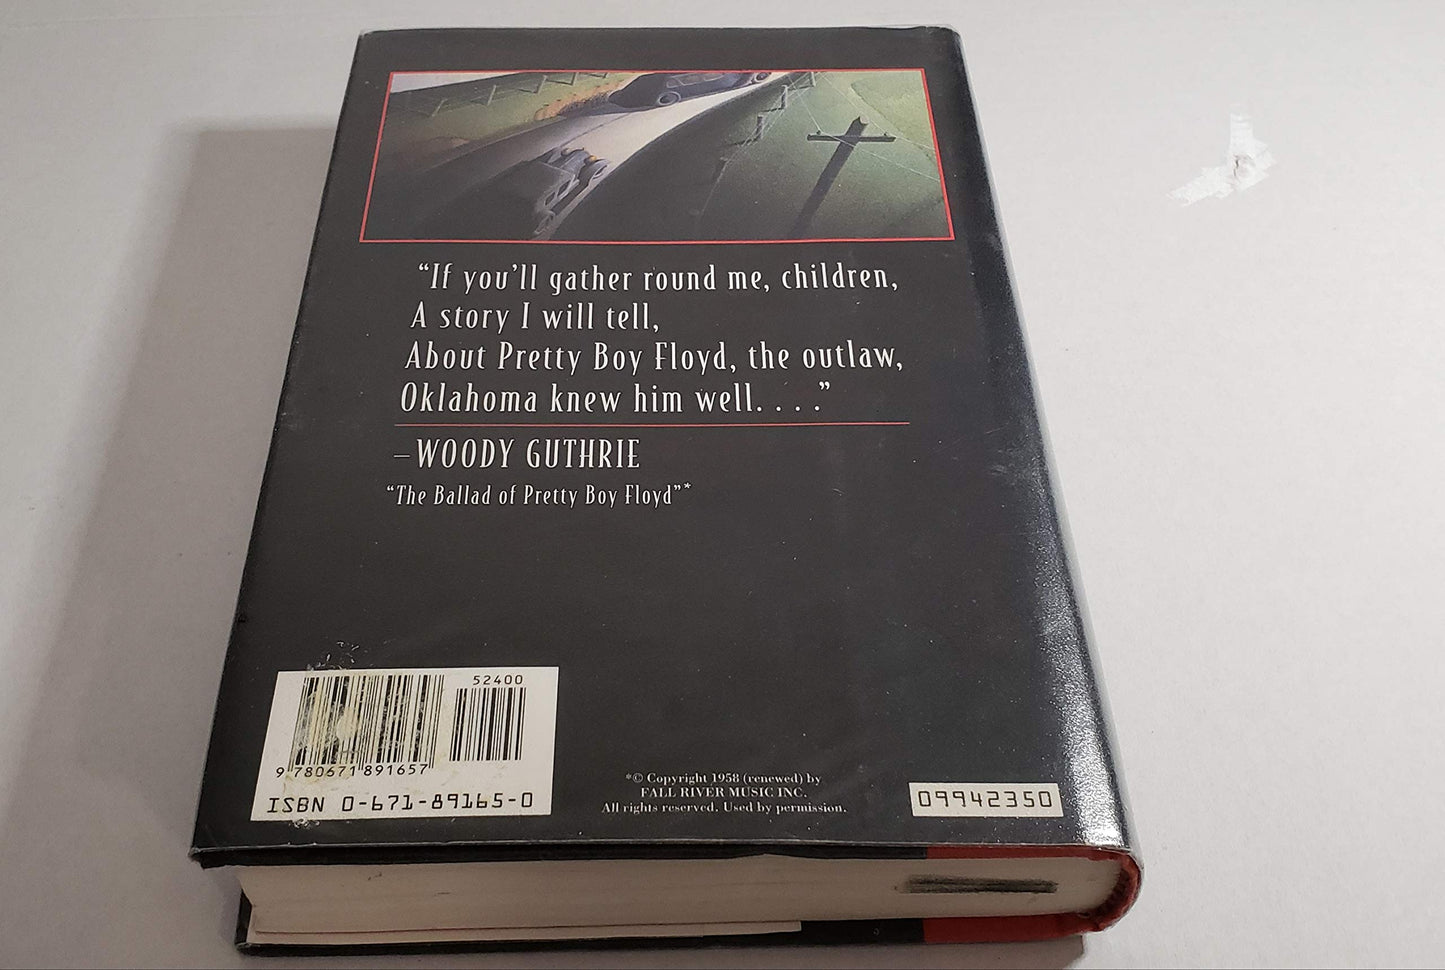 “If you’ll gather round me, children,
A story I will tell,
About Pretty Boy Floyd, the outlaw,
Oklahoma knew him well. . . .”
–WOODY GUTHRIE
“The Ballad of Pretty Boy Floyd”*
52400
9 780671 891657
ISBN 0-671-89165-0
*© Copyright 1958 (renewed) by
FALL RIVER MUSIC INC.
All rights reserved. Used by permission.
09942350